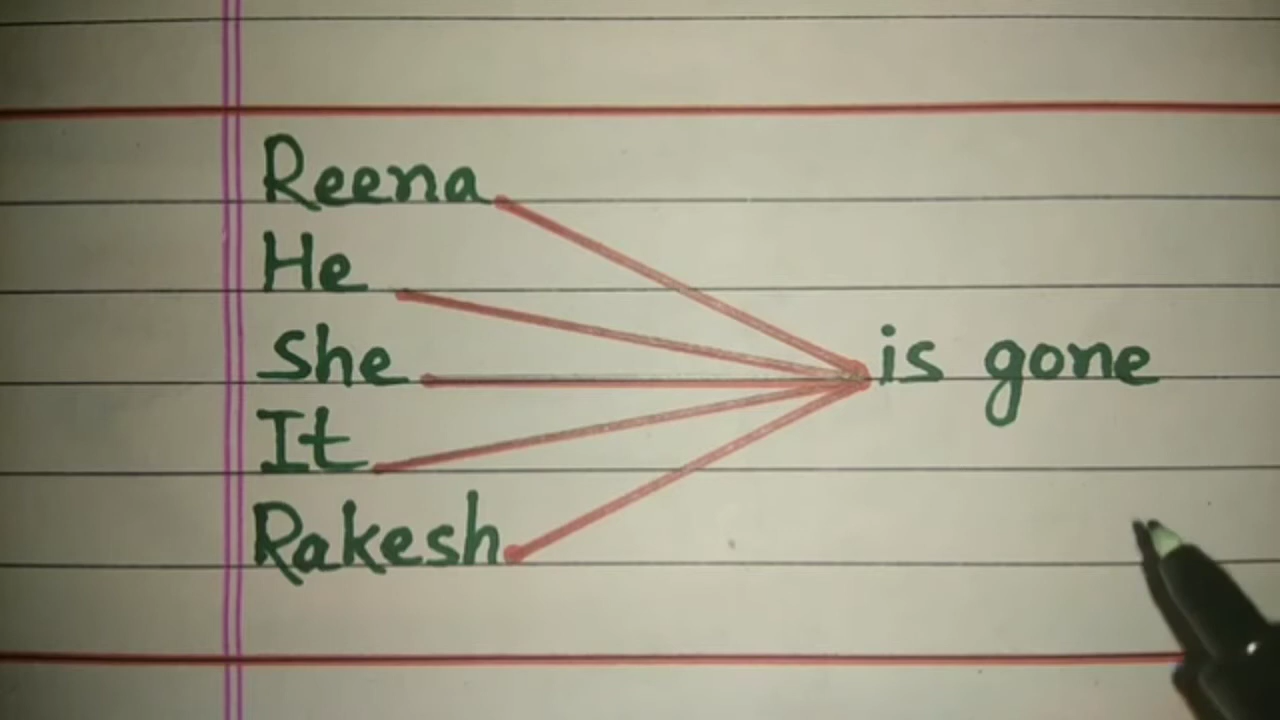 Reena
He
She
is gone
It
Rakesh